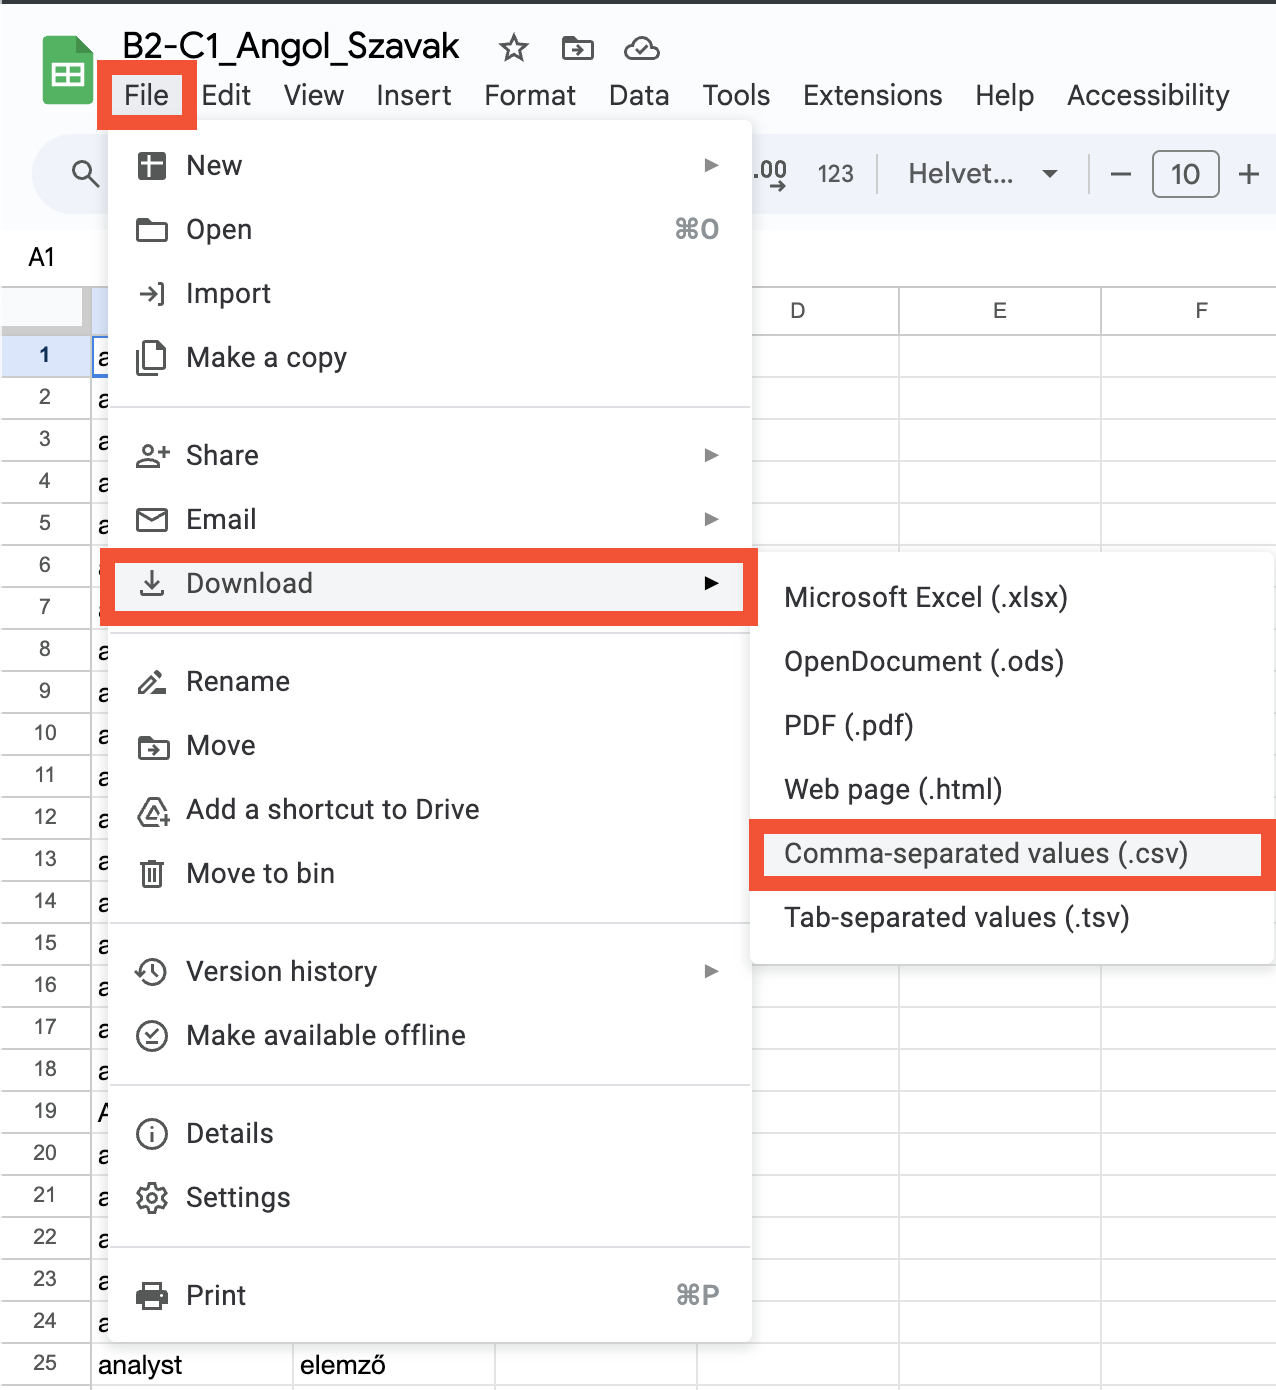 B2-C1_Angol_Szavak
File Edit View Insert Format Data Tools Extensions Help Accessibility
.00 123 Helvet... 10
A1
D E F
New
Open ⌘O
Import
Make a copy
Share
Email
Download
Microsoft Excel (.xlsx)
OpenDocument (.ods)
PDF (.pdf)
Web page (.html)
Comma-separated values (.csv)
Tab-separated values (.tsv)
Rename
Move
Add a shortcut to Drive
Move to bin
Version history
Make available offline
Details
Settings
Print ⌘P
1
2
3
4
5
6
7
8
9
10
11
12
13
14
15
16
17
18
19
20
21
22
23
24
25 analyst elemző